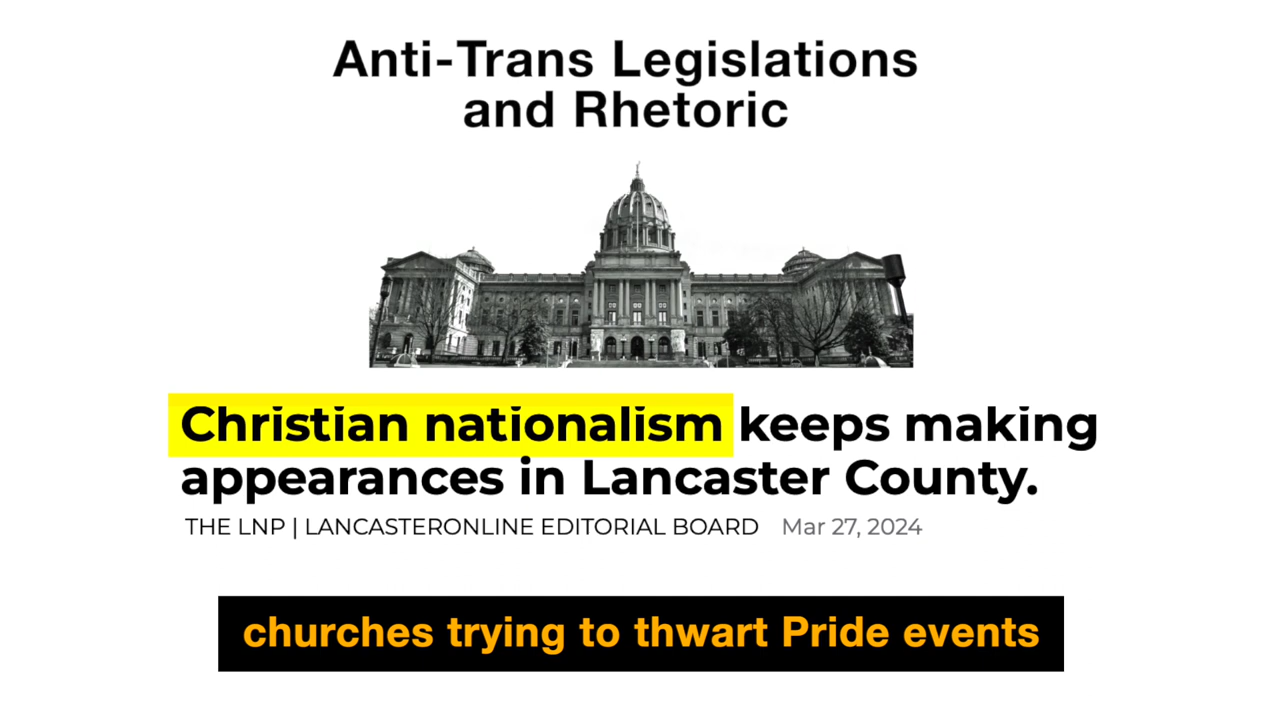 Anti-Trans Legislations
and Rhetoric
Christian nationalism keeps making
appearances in Lancaster County.
THE LNP | LANCASTERONLINE EDITORIAL BOARD Mar 27, 2024
churches trying to thwart Pride events